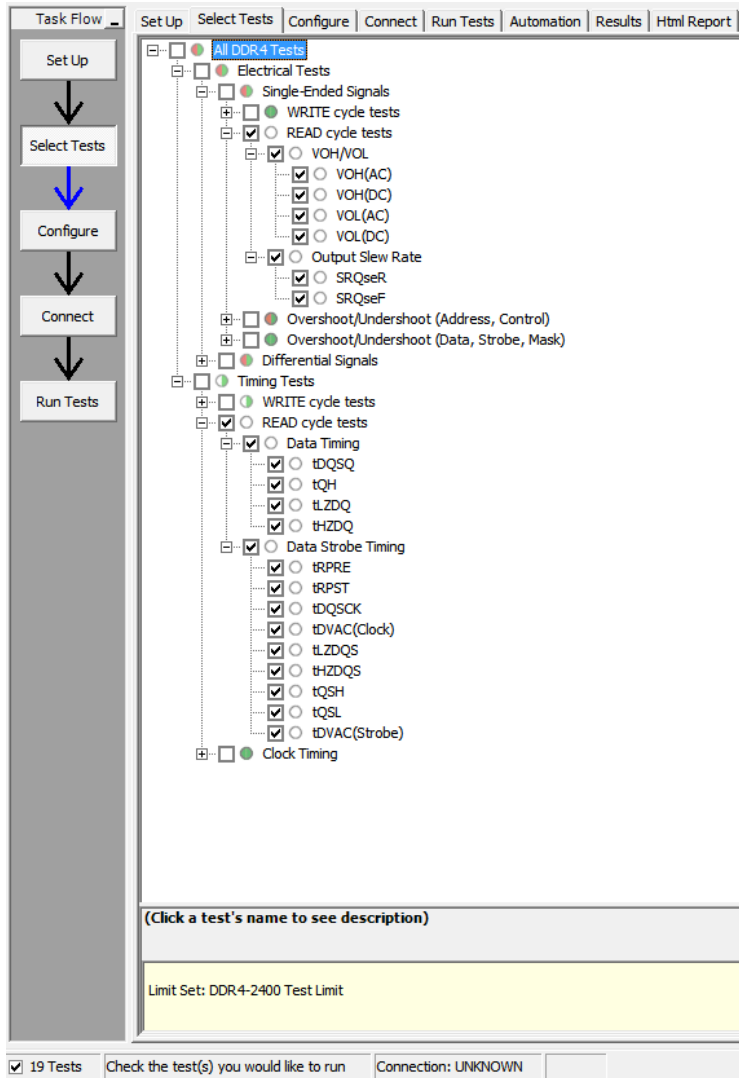 Task Flow
Set Up
Select Tests
Configure
Connect
Run Tests
Set Up Select Tests Configure Connect Run Tests Automation Results Html Report
All DDR4 Tests
Electrical Tests
Single-Ended Signals
WRITE cycle tests
READ cycle tests
VOH/VOL
VOH(AC)
VOH(DC)
VOL(AC)
VOL(DC)
Output Slew Rate
SRQseR
SRQseF
Overshoot/Undershoot (Address, Control)
Overshoot/Undershoot (Data, Strobe, Mask)
Differential Signals
Timing Tests
WRITE cycle tests
READ cycle tests
Data Timing
tDQSQ
tQH
tLZDQ
tHZDQ
Data Strobe Timing
tRPRE
tRPST
tDQSCK
tDVAC(Clock)
tLZDQS
tHZDQS
tQSH
tQSL
tDVAC(Strobe)
Clock Timing
(Click a test's name to see description)
Limit Set: DDR4-2400 Test Limit
19 Tests Check the test(s) you would like to run Connection: UNKNOWN